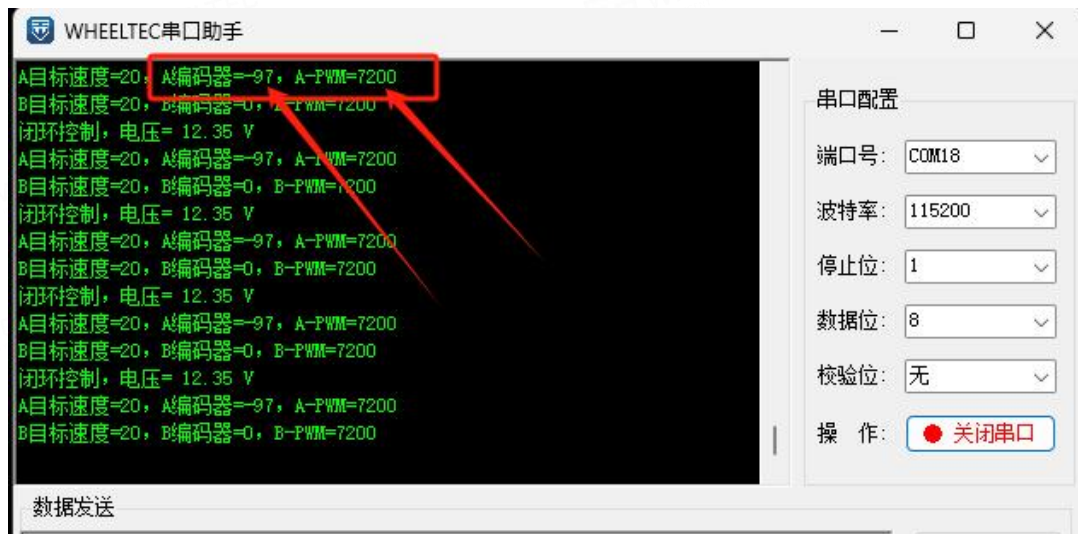 WHEELTEC串口助手
A目标速度=20, A编码器=-97, A-PWM=7200
B目标速度=20, B编码器=0, B-PWM=7200
闭环控制, 电压= 12.35 V
A目标速度=20, A编码器=-97, A-PWM=7200
B目标速度=20, B编码器=0, B-PWM=7200
闭环控制, 电压= 12.35 V
A目标速度=20, A编码器=-97, A-PWM=7200
B目标速度=20, B编码器=0, B-PWM=7200
闭环控制, 电压= 12.35 V
A目标速度=20, A编码器=-97, A-PWM=7200
B目标速度=20, B编码器=0, B-PWM=7200
闭环控制, 电压= 12.35 V
A目标速度=20, A编码器=-97, A-PWM=7200
B目标速度=20, B编码器=0, B-PWM=7200
串口配置
端口号: COM18
波特率: 115200
停止位: 1
数据位: 8
校验位: 无
操 作: 关闭串口
数据发送